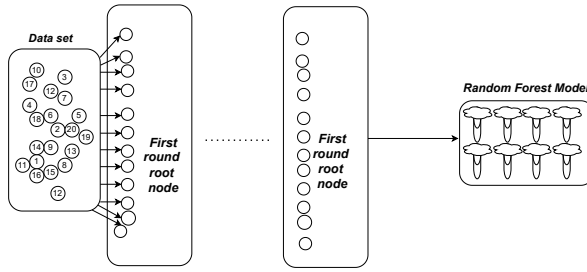 Data set
10
3
17
12
7
4
6
5
18
2
20
19
14
9
13
11
1
8
16
15
12
First
round
root
node
First
round
root
node
Random Forest Model